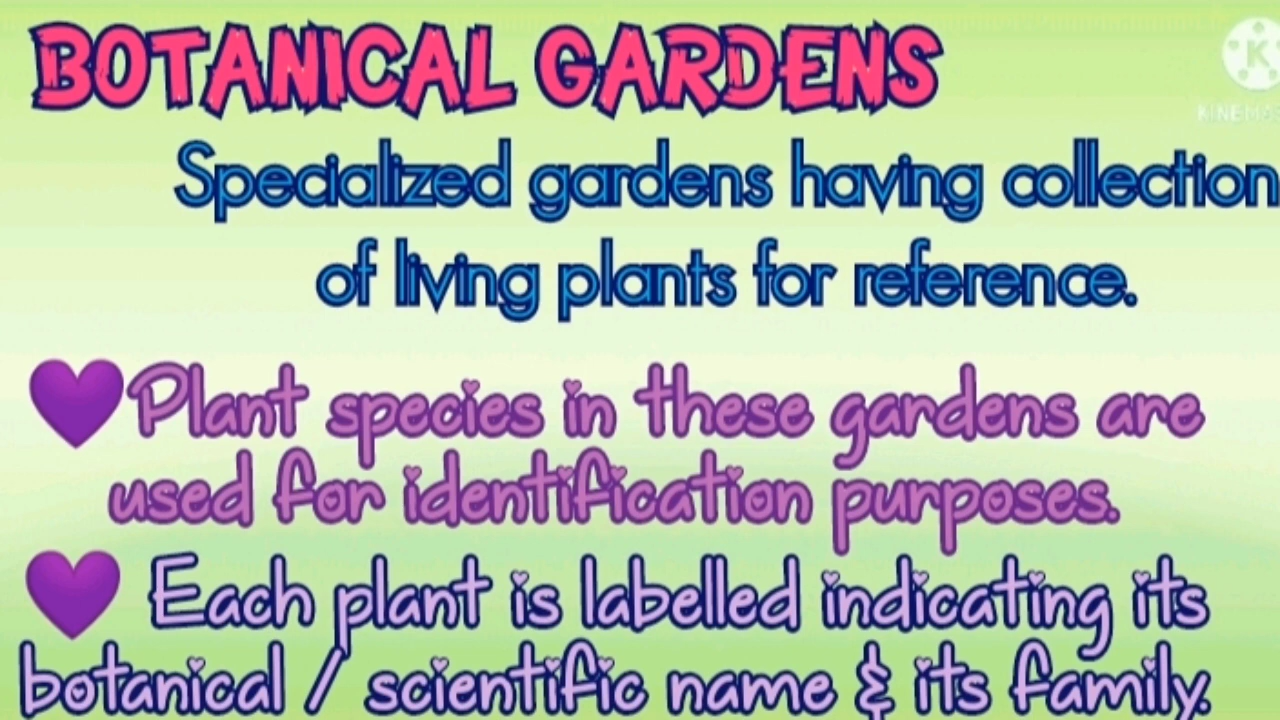 BOTANICAL GARDENS
K
Specialized gardens having collection
of living plants for reference.
Plant species in these gardens are
used for identification purposes.
Each plant is labelled indicating its
botanical / scientific name & its family.